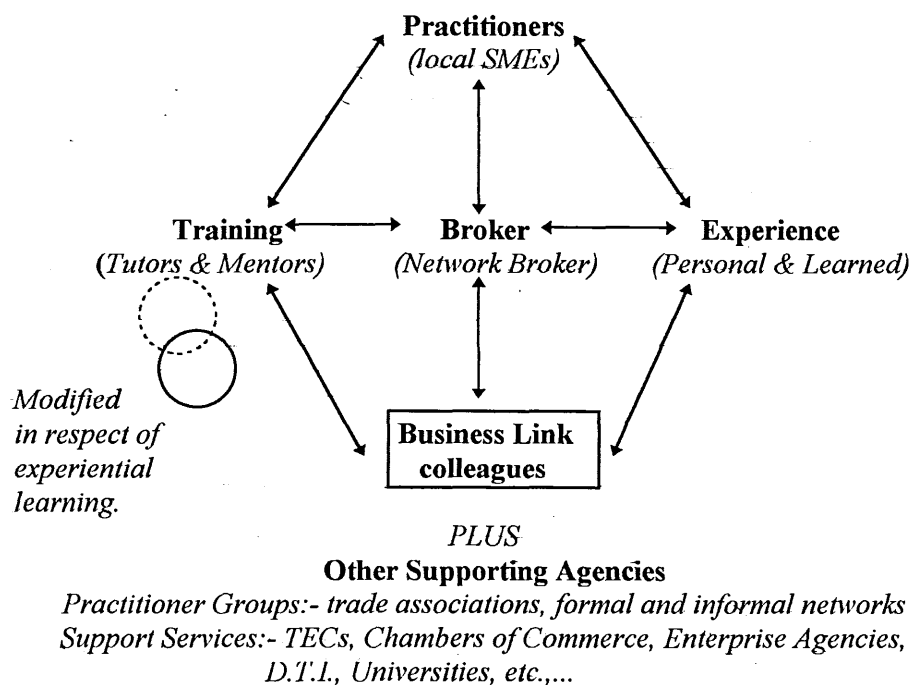 Practitioners
(local SMEs)
Training Broker Experience
(Tutors & Mentors) (Network Broker) (Personal & Learned)
Modified
in respect of
experiential
learning.
Business Link
colleagues
PLUS
Other Supporting Agencies
Practitioner Groups:- trade associations, formal and informal networks
Support Services:- TECs, Chambers of Commerce, Enterprise Agencies,
D.T.I., Universities, etc.,...